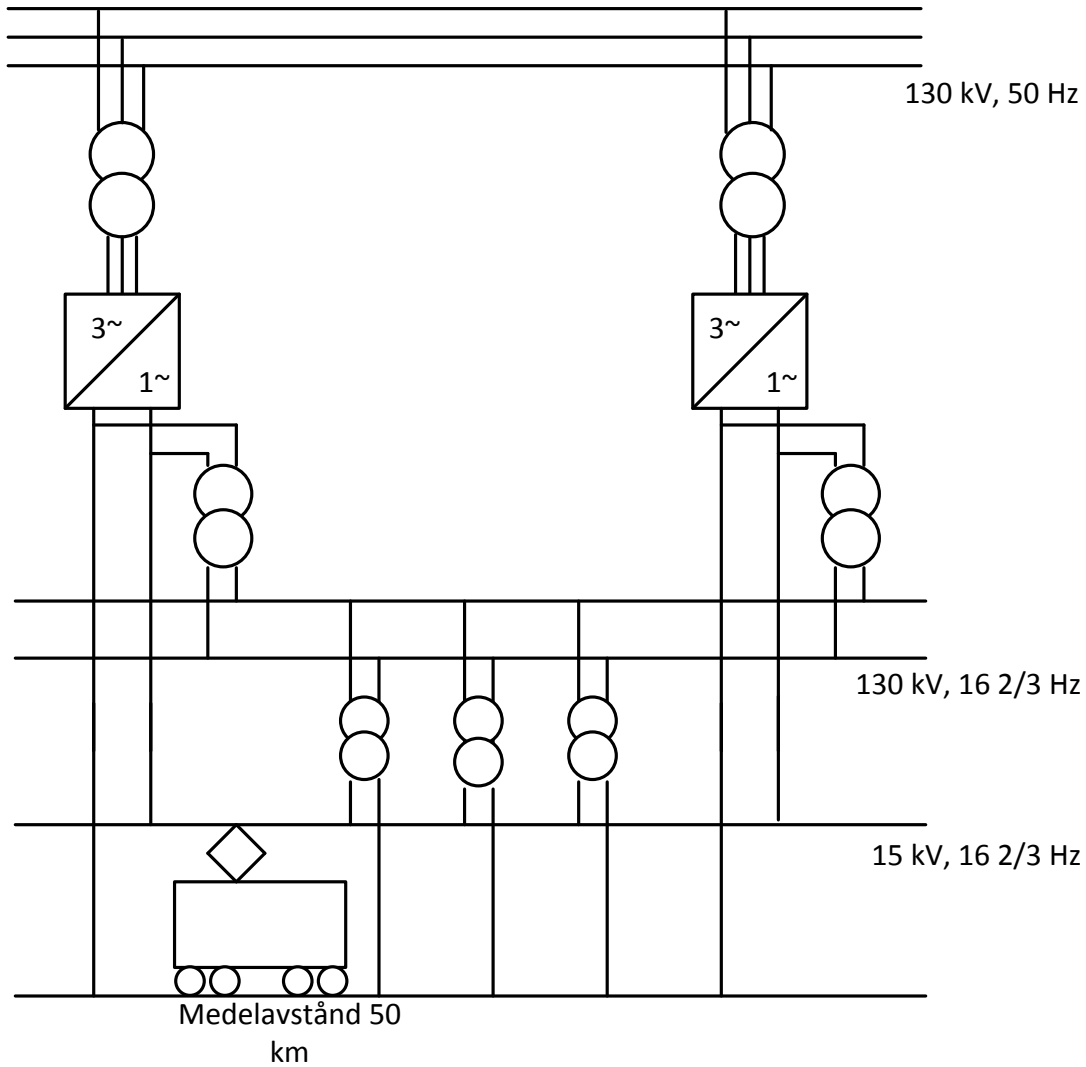 130 kV, 50 Hz
3~
1~
3~
1~
130 kV, 16 2/3 Hz
15 kV, 16 2/3 Hz
Medelavstånd 50
km